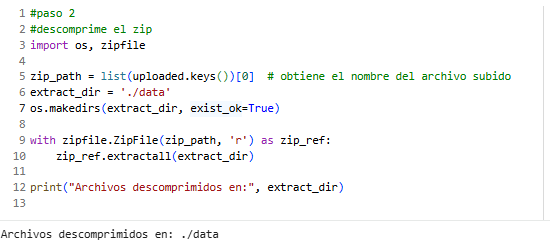 1 #paso 2
2 #descomprime el zip
3 import os, zipfile
4
5 zip_path = list(uploaded.keys())[0]  # obtiene el nombre del archivo subido
6 extract_dir = './data'
7 os.makedirs(extract_dir, exist_ok=True)
8
9 with zipfile.ZipFile(zip_path, 'r') as zip_ref:
10     zip_ref.extractall(extract_dir)
11
12 print("Archivos descomprimidos en:", extract_dir)
13
Archivos descomprimidos en: ./data